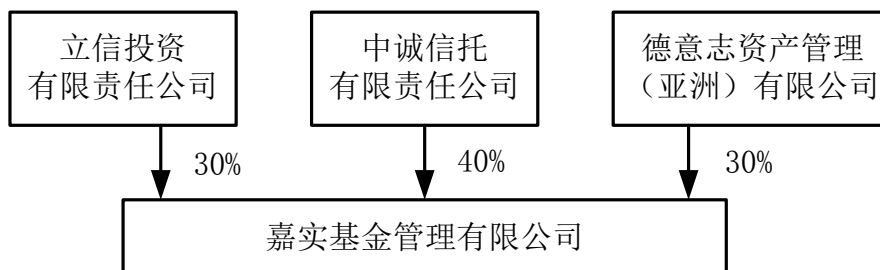 立信投资
有限责任公司
中诚信托
有限责任公司
德意志资产管理
（亚洲）有限公司
30%
40%
30%
嘉实基金管理有限公司